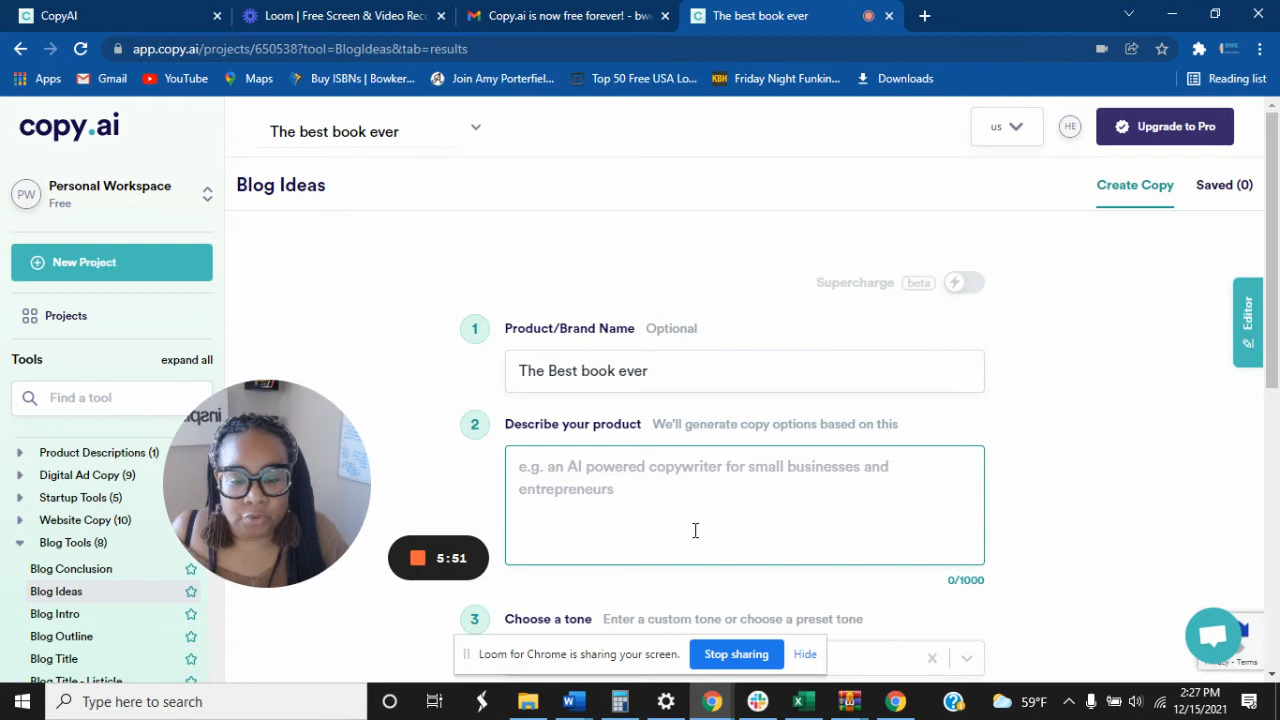 CopyAI
Loom | Free Screen & Video Reco
Copy.ai is now free forever! - bwe
The best book ever
app.copy.ai/projects/650538?tool=BlogIdeas&tab=results
Apps
Gmail
YouTube
Maps
Buy ISBNs | Bowker...
Join Amy Porterfiel...
Top 50 Free USA Lo...
KBH
Friday Night Funkin...
Downloads
Reading list
copy.ai
The best book ever
us
HE
Upgrade to Pro
PW
Personal Workspace
Free
Blog Ideas
Create Copy
Saved (0)
New Project
Supercharge
beta
Projects
1
Product/Brand Name
Optional
Editor
Tools
expand all
The Best book ever
Find a tool
2
Describe your product
We'll generate copy options based on this
Product Descriptions (1)
Digital Ad Copy (9)
Startup Tools (5)
Website Copy (10)
Blog Tools (8)
e.g. an AI powered copywriter for small businesses and
entrepreneurs
5:51
Blog Conclusion
Blog Ideas
Blog Intro
Blog Outline
Blog Title
Blog Title - Listicle
0/1000
3
Choose a tone
Enter a custom tone or choose a preset tone
Loom for Chrome is sharing your screen.
Stop sharing
Hide
Privacy - Terms
Type here to search
59°F
2:27 PM
12/15/2021